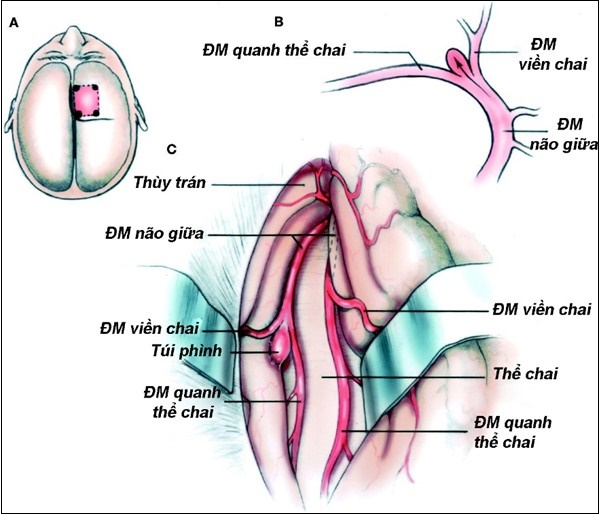 A
B
ĐM quanh thể chai
ĐM
viền chai
ĐM
não giữa
C
Thùy trán
ĐM não giữa
ĐM viền chai
Túi phình
ĐM quanh
thể chai
ĐM viền chai
Thể chai
ĐM quanh
thể chai